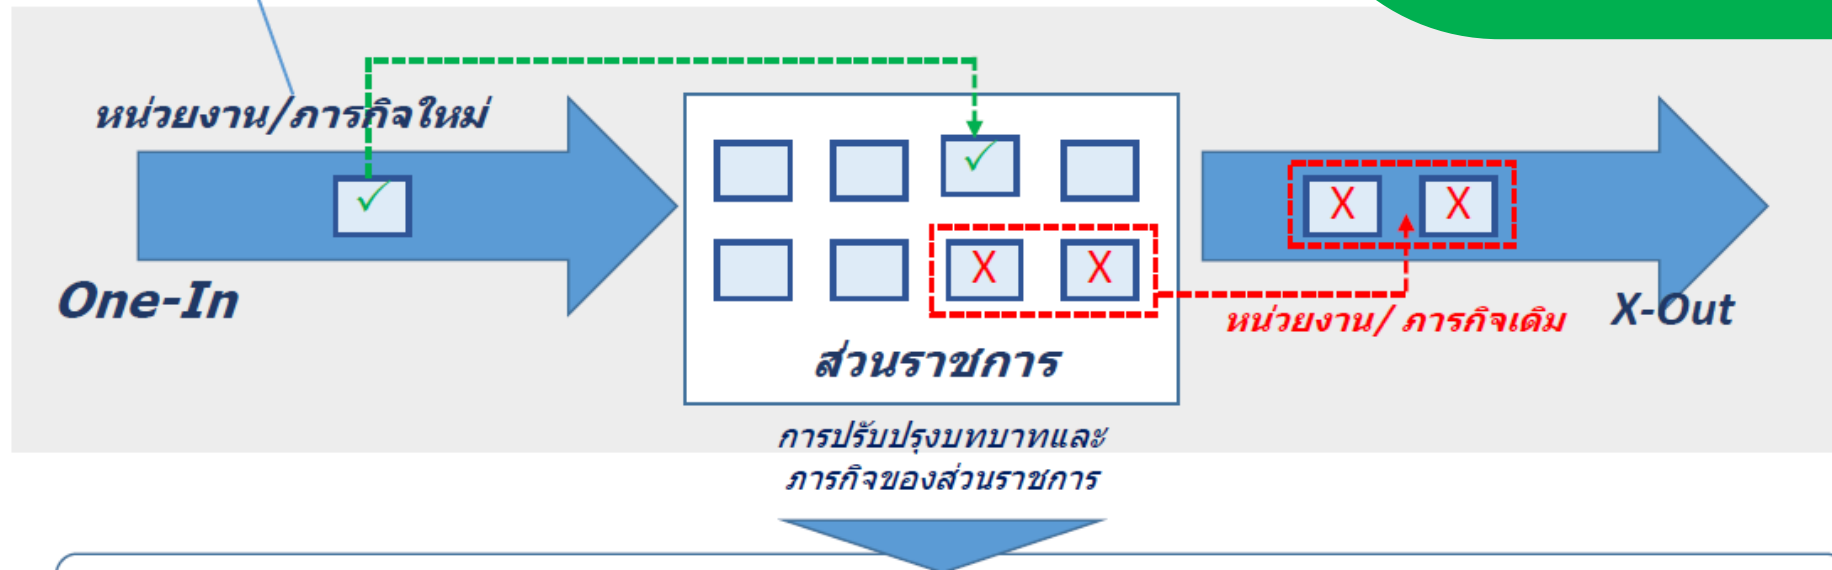 หน่วยงาน/ภารกิจใหม่
✓
✓
X X
X X
One-In
หน่วยงาน/ ภารกิจเดิม
X-Out
ส่วนราชการ
การปรับปรุงบทบาทและ
ภารกิจของส่วนราชการ